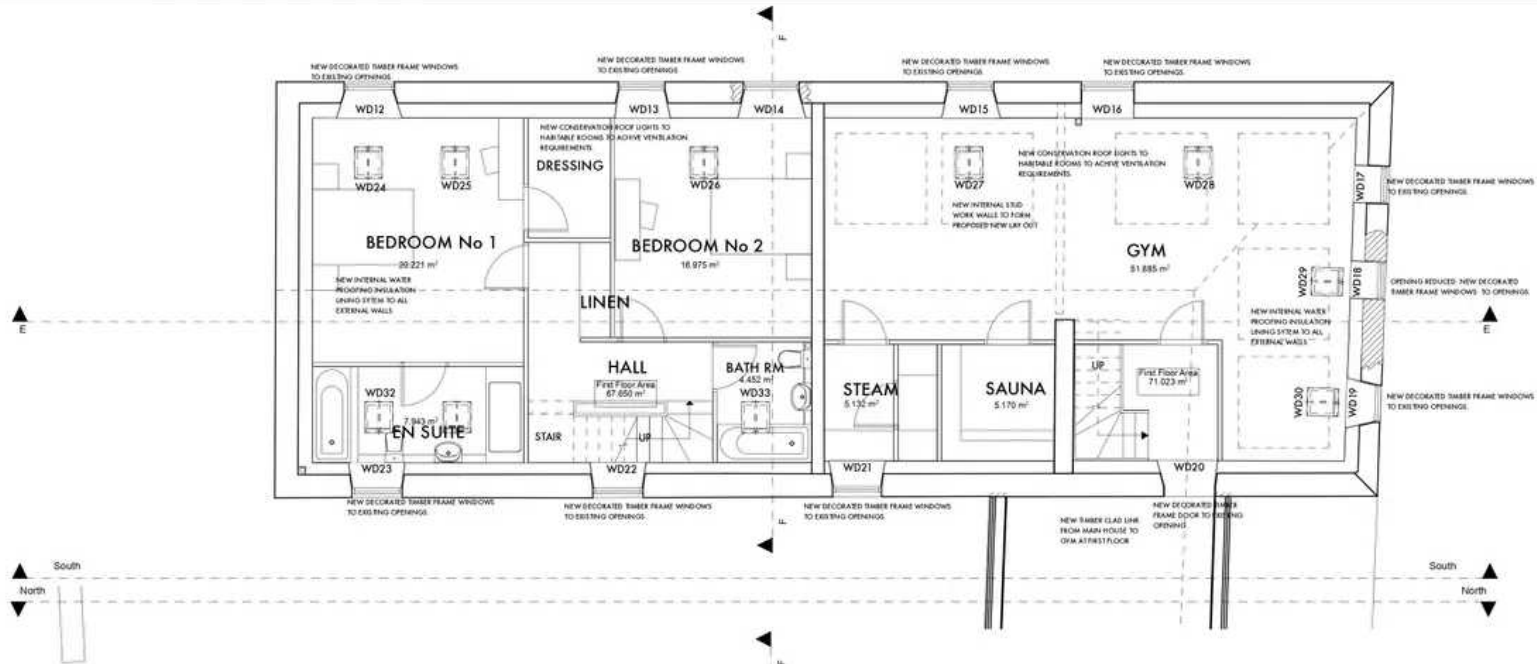 F
NEW DECORATED TIMBER FRAME WINDOWS
TO EXISTING OPENINGS.
NEW DECORATED TIMBER FRAME WINDOWS
TO EXISTING OPENINGS.
NEW DECORATED TIMBER FRAME WINDOWS
TO EXISTING OPENINGS.
NEW DECORATED TIMBER FRAME WINDOWS
TO EXISTING OPENINGS.
WD12
WD13
WD14
WD15
WD16
NEW CONSERVATION ROOF LIGHTS TO
HABITABLE ROOMS TO ACHIVE VENTILATION
REQUIREMENTS.
DRESSING
NEW CONSERVATION ROOF LIGHTS TO
HABITABLE ROOMS TO ACHIVE VENTILATION
REQUIREMENTS.
WD24
WD25
WD26
WD27
WD28
WD17
NEW DECORATED TIMBER FRAME WINDOWS
TO EXISTING OPENINGS.
NEW INTERNAL STUD
WORK WALLS TO FORM
PROPOSED NEW LAY OUT
BEDROOM No 1
20.221 m²
BEDROOM No 2
16.975 m²
GYM
51.685 m²
NEW INTERNAL WATER
PROOFING INSULATION
LINING SYTEM TO ALL
EXTERNAL WALLS
LINEN
WD29
WD18
OPENING REDUCED. NEW DECORATED
TIMBER FRAME WINDOWS TO OPENINGS.
NEW INTERNAL WATER
PROOFING INSULATION
LINING SYTEM TO ALL
EXTERNAL WALLS
E
E
HALL
First Floor Area
67.650 m²
BATH RM
4.452 m²
WD33
STEAM
5.132 m²
SAUNA
5.170 m²
UP
First Floor Area
71.023 m²
WD30
WD19
NEW DECORATED TIMBER FRAME WINDOWS
TO EXISTING OPENINGS.
WD32
7.943 m²
EN SUITE
STAIR
UP
WD23
WD22
WD21
WD20
NEW DECORATED TIMBER FRAME WINDOWS
TO EXISTING OPENINGS.
NEW DECORATED TIMBER FRAME WINDOWS
TO EXISTING OPENINGS.
NEW DECORATED TIMBER FRAME WINDOWS
TO EXISTING OPENINGS.
NEW TIMBER CLAD LINK
FROM MAIN HOUSE TO
GYM AT FIRST FLOOR
NEW DECORATED TIMBER
FRAME DOOR TO EXISTING
OPENING
F
South
South
North
North
F